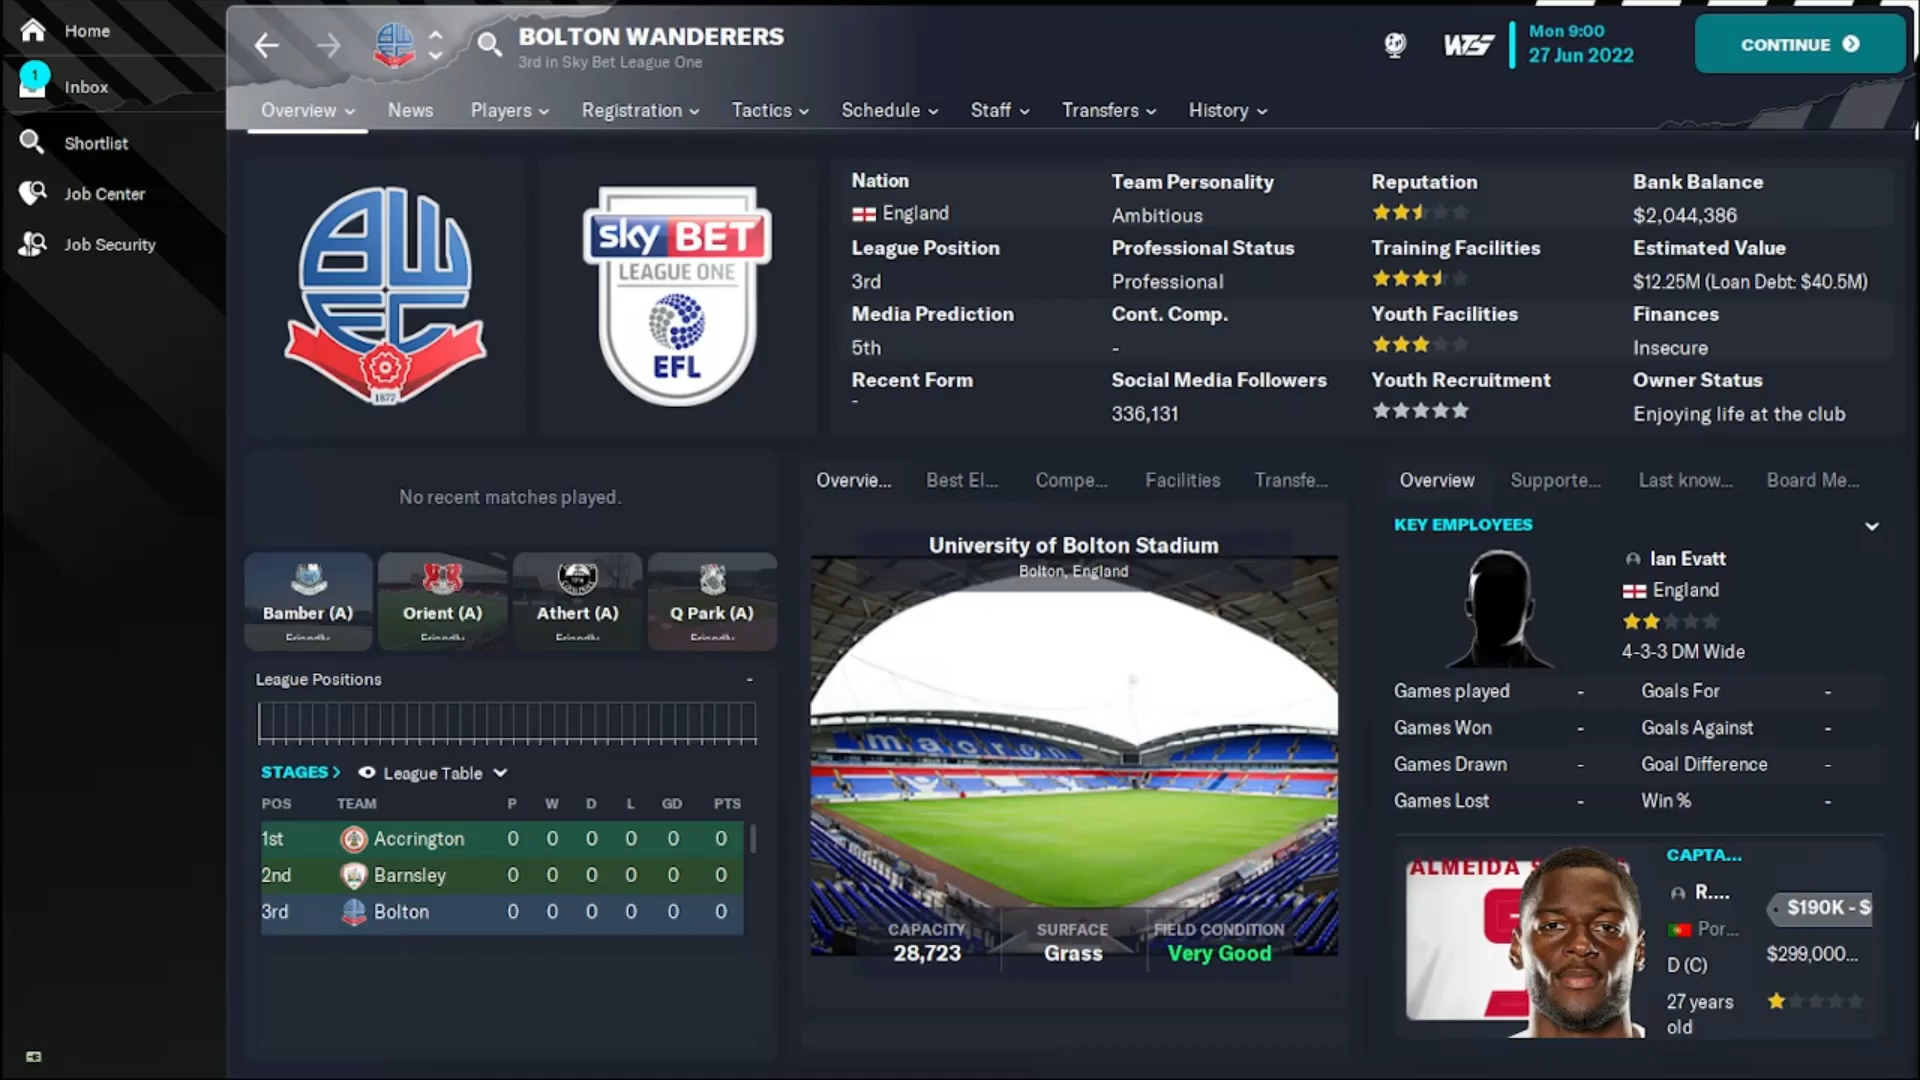 Home
1
Inbox
Shortlist
Job Center
Job Security
BOLTON WANDERERS
3rd in Sky Bet League One
Mon 9:00
27 Jun 2022
CONTINUE
Overview
News
Players
Registration
Tactics
Schedule
Staff
Transfers
History
1877
sky BET
LEAGUE ONE
EFL
Nation
England
League Position
3rd
Media Prediction
5th
Recent Form
-
Team Personality
Ambitious
Professional Status
Professional
Cont. Comp.
-
Social Media Followers
336,131
Reputation
Training Facilities
Youth Facilities
Youth Recruitment
Bank Balance
$2,044,386
Estimated Value
$12.25M (Loan Debt: $40.5M)
Finances
Insecure
Owner Status
Enjoying life at the club
No recent matches played.
Bamber (A)
Friendly
Orient (A)
Friendly
Athert (A)
Friendly
Q Park (A)
Friendly
League Positions -
STAGES > League Table
POS TEAM P W D L GD PTS
1st Accrington 0 0 0 0 0 0
2nd Barnsley 0 0 0 0 0 0
3rd Bolton 0 0 0 0 0 0
Overvie... Best El... Compe... Facilities Transfe...
University of Bolton Stadium
Bolton, England
macron
CAPACITY
28,723
SURFACE
Grass
FIELD CONDITION
Very Good
Overview Supporte... Last know... Board Me...
KEY EMPLOYEES
Ian Evatt
England
4-3-3 DM Wide
Games played - Goals For -
Games Won - Goals Against -
Games Drawn - Goal Difference -
Games Lost - Win % -
ALMEIDA S
CAPTA...
R....
Por...
D (C)
27 years
old
$190K - $
$299,000...